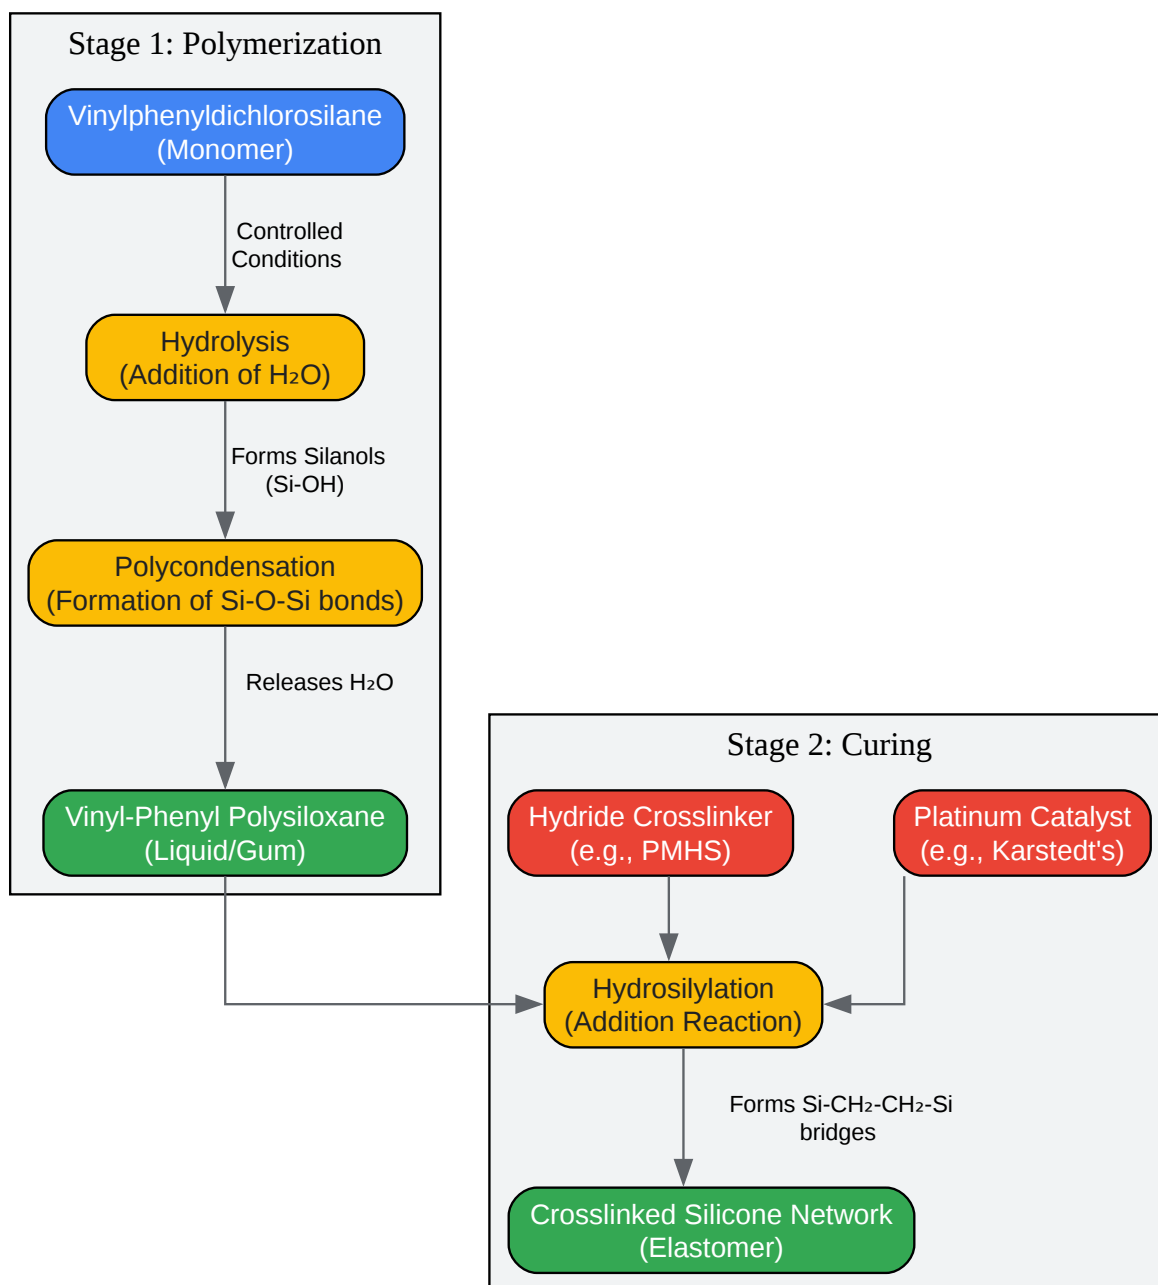 Stage 1: Polymerization
Vinylphenyldichlorosilane
(Monomer)
Controlled
Conditions
Hydrolysis
(Addition of H₂O)
Forms Silanols
(Si-OH)
Polycondensation
(Formation of Si-O-Si bonds)
Releases H₂O
Vinyl-Phenyl Polysiloxane
(Liquid/Gum)
Stage 2: Curing
Hydride Crosslinker
(e.g., PMHS)
Platinum Catalyst
(e.g., Karstedt's)
Hydrosilylation
(Addition Reaction)
Forms Si-CH₂-CH₂-Si
bridges
Crosslinked Silicone Network
(Elastomer)